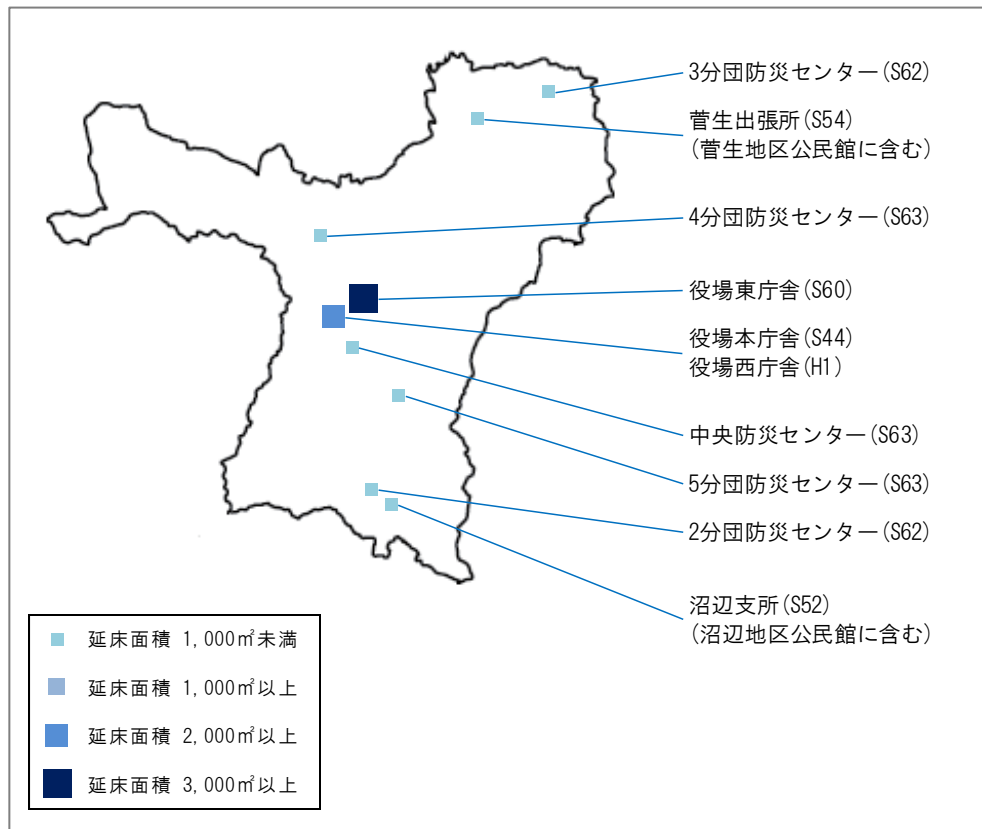 3分団防災センター(S62)
菅生出張所(S54)
(菅生地区公民館に含む)
4分団防災センター(S63)
役場東庁舎(S60)
役場本庁舎(S44)
役場西庁舎(H1)
中央防災センター(S63)
5分団防災センター(S63)
2分団防災センター(S62)
沼辺支所(S52)
(沼辺地区公民館に含む)
延床面積 1,000㎡未満
延床面積 1,000㎡以上
延床面積 2,000㎡以上
延床面積 3,000㎡以上